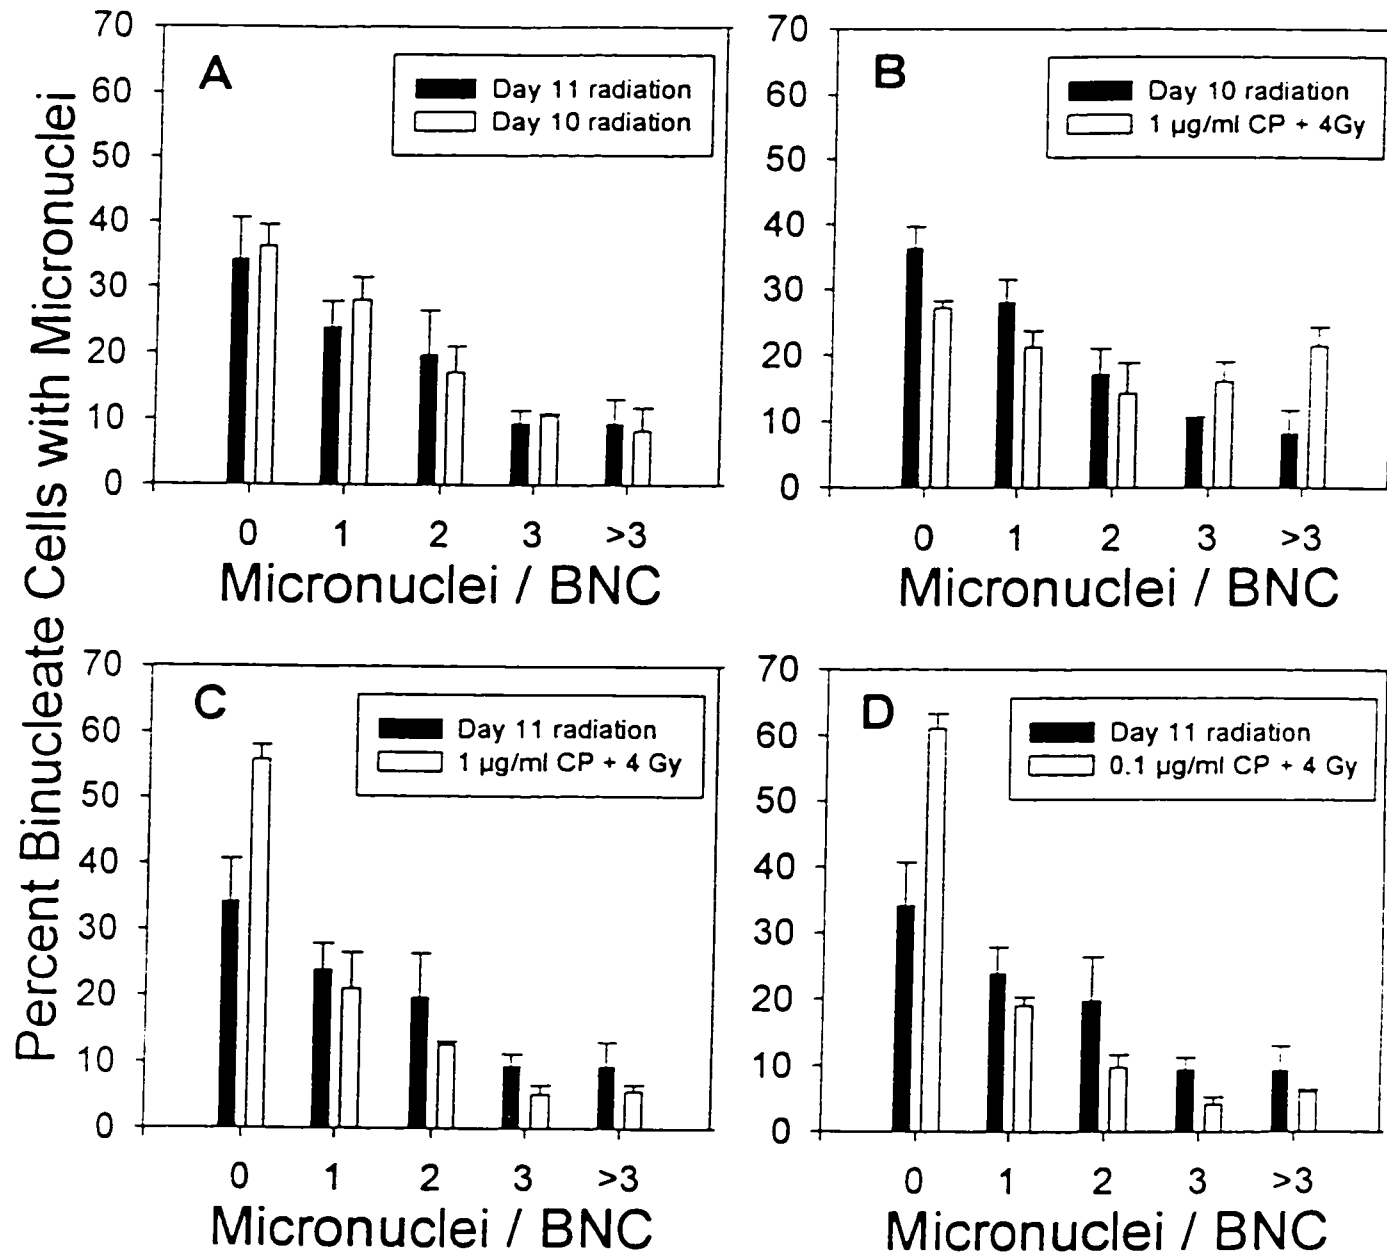 Percent Binucleate Cells with Micronuclei
A
Day 11 radiation
Day 10 radiation
70
60
50
40
30
20
10
0
0 1 2 3 >3
Micronuclei / BNC
B
Day 10 radiation
1 µg/ml CP + 4Gy
70
60
50
40
30
20
10
0
0 1 2 3 >3
Micronuclei / BNC
C
Day 11 radiation
1 µg/ml CP + 4 Gy
70
60
50
40
30
20
10
0
0 1 2 3 >3
Micronuclei / BNC
D
Day 11 radiation
0.1 µg/ml CP + 4 Gy
70
60
50
40
30
20
10
0
0 1 2 3 >3
Micronuclei / BNC